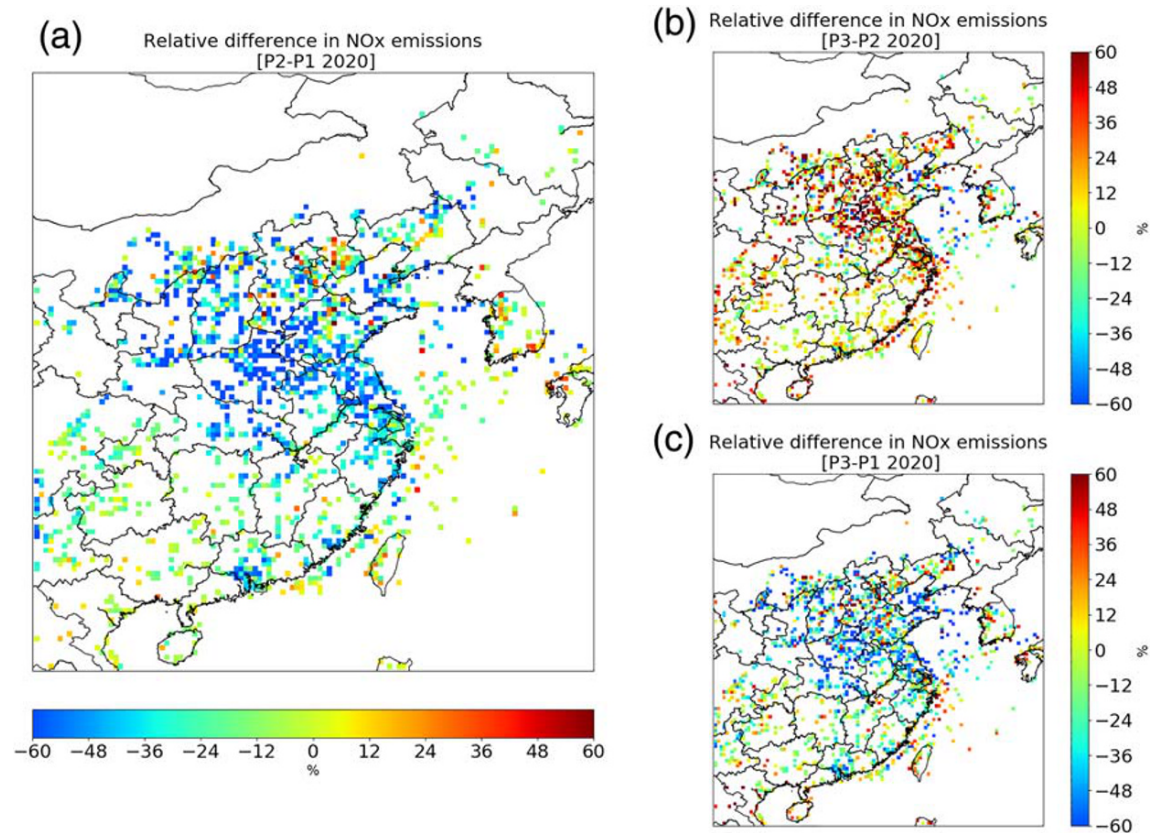 (a)
Relative difference in NOx emissions
[P2-P1 2020]
−60 −48 −36 −24 −12 0 12 24 36 48 60
%
(b)
Relative difference in NOx emissions
[P3-P2 2020]
60
48
36
24
12
0
−12
−24
−36
−48
−60
%
(c)
Relative difference in NOx emissions
[P3-P1 2020]
60
48
36
24
12
0
−12
−24
−36
−48
−60
%